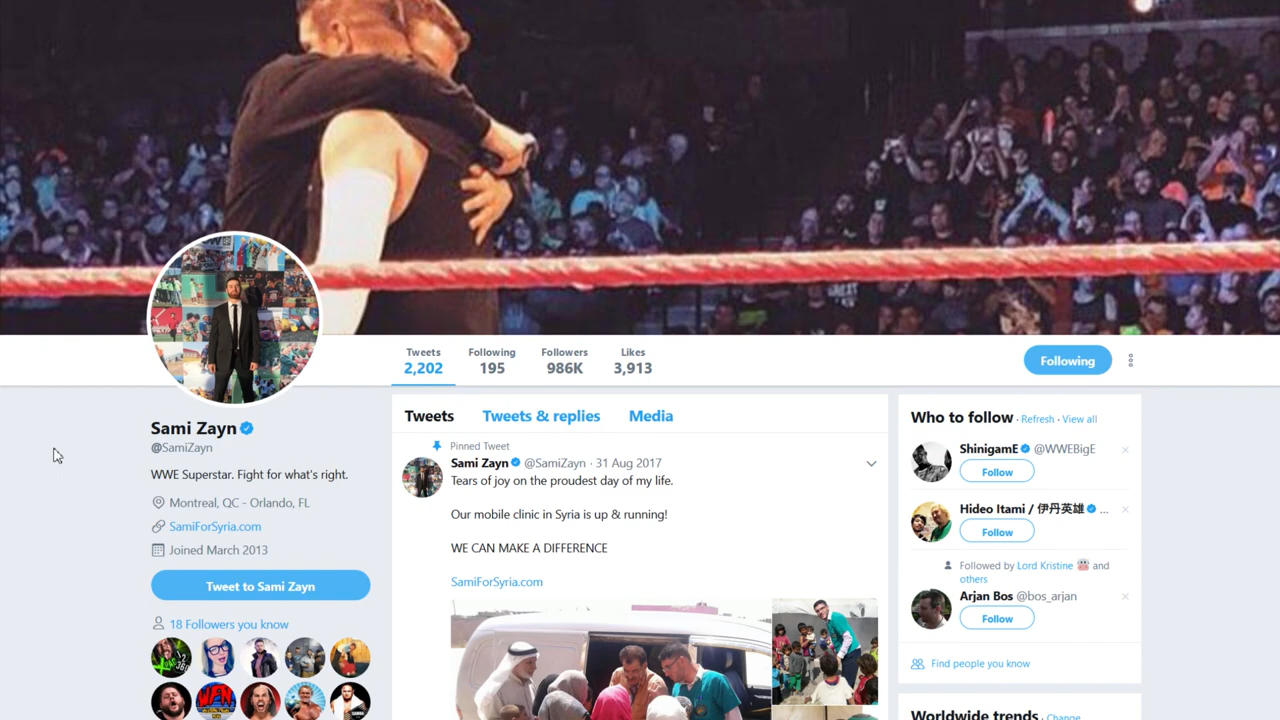 Tweets
2,202
Following
195
Followers
986K
Likes
3,913
Following
Sami Zayn
@SamiZayn
WWE Superstar. Fight for what's right.
Montreal, QC - Orlando, FL
SamiForSyria.com
Joined March 2013
Tweet to Sami Zayn
18 Followers you know
Tweets
Tweets & replies
Media
Pinned Tweet
Sami Zayn @SamiZayn · 31 Aug 2017
Tears of joy on the proudest day of my life.
Our mobile clinic in Syria is up & running!
WE CAN MAKE A DIFFERENCE
SamiForSyria.com
Who to follow · Refresh · View all
ShinigamE @WWEBigE
Follow
Hideo Itami / 伊丹英雄 ...
Follow
Followed by Lord Kristine and
others
Arjan Bos @bos_arjan
Follow
Find people you know
Worldwide trends · Change